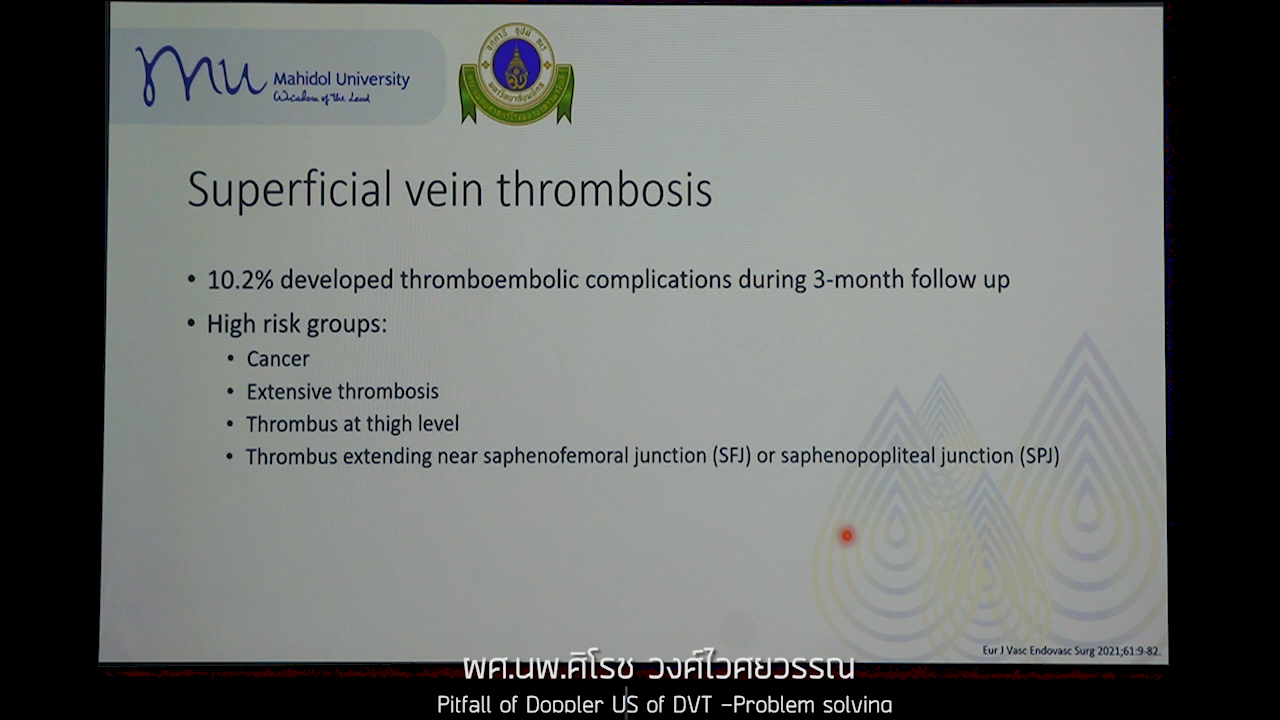 Mahidol University
Wisdom of the Land
Superficial vein thrombosis
• 10.2% developed thromboembolic complications during 3-month follow up
• High risk groups:
• Cancer
• Extensive thrombosis
• Thrombus at thigh level
• Thrombus extending near saphenofemoral junction (SFJ) or saphenopopliteal junction (SPJ)
Eur J Vasc Endovasc Surg 2021;61:9-82.
ผศ.นพ.ศิโรช วงศ์ไวศยวรรณ
Pitfall of Doppler US of DVT -Problem solving